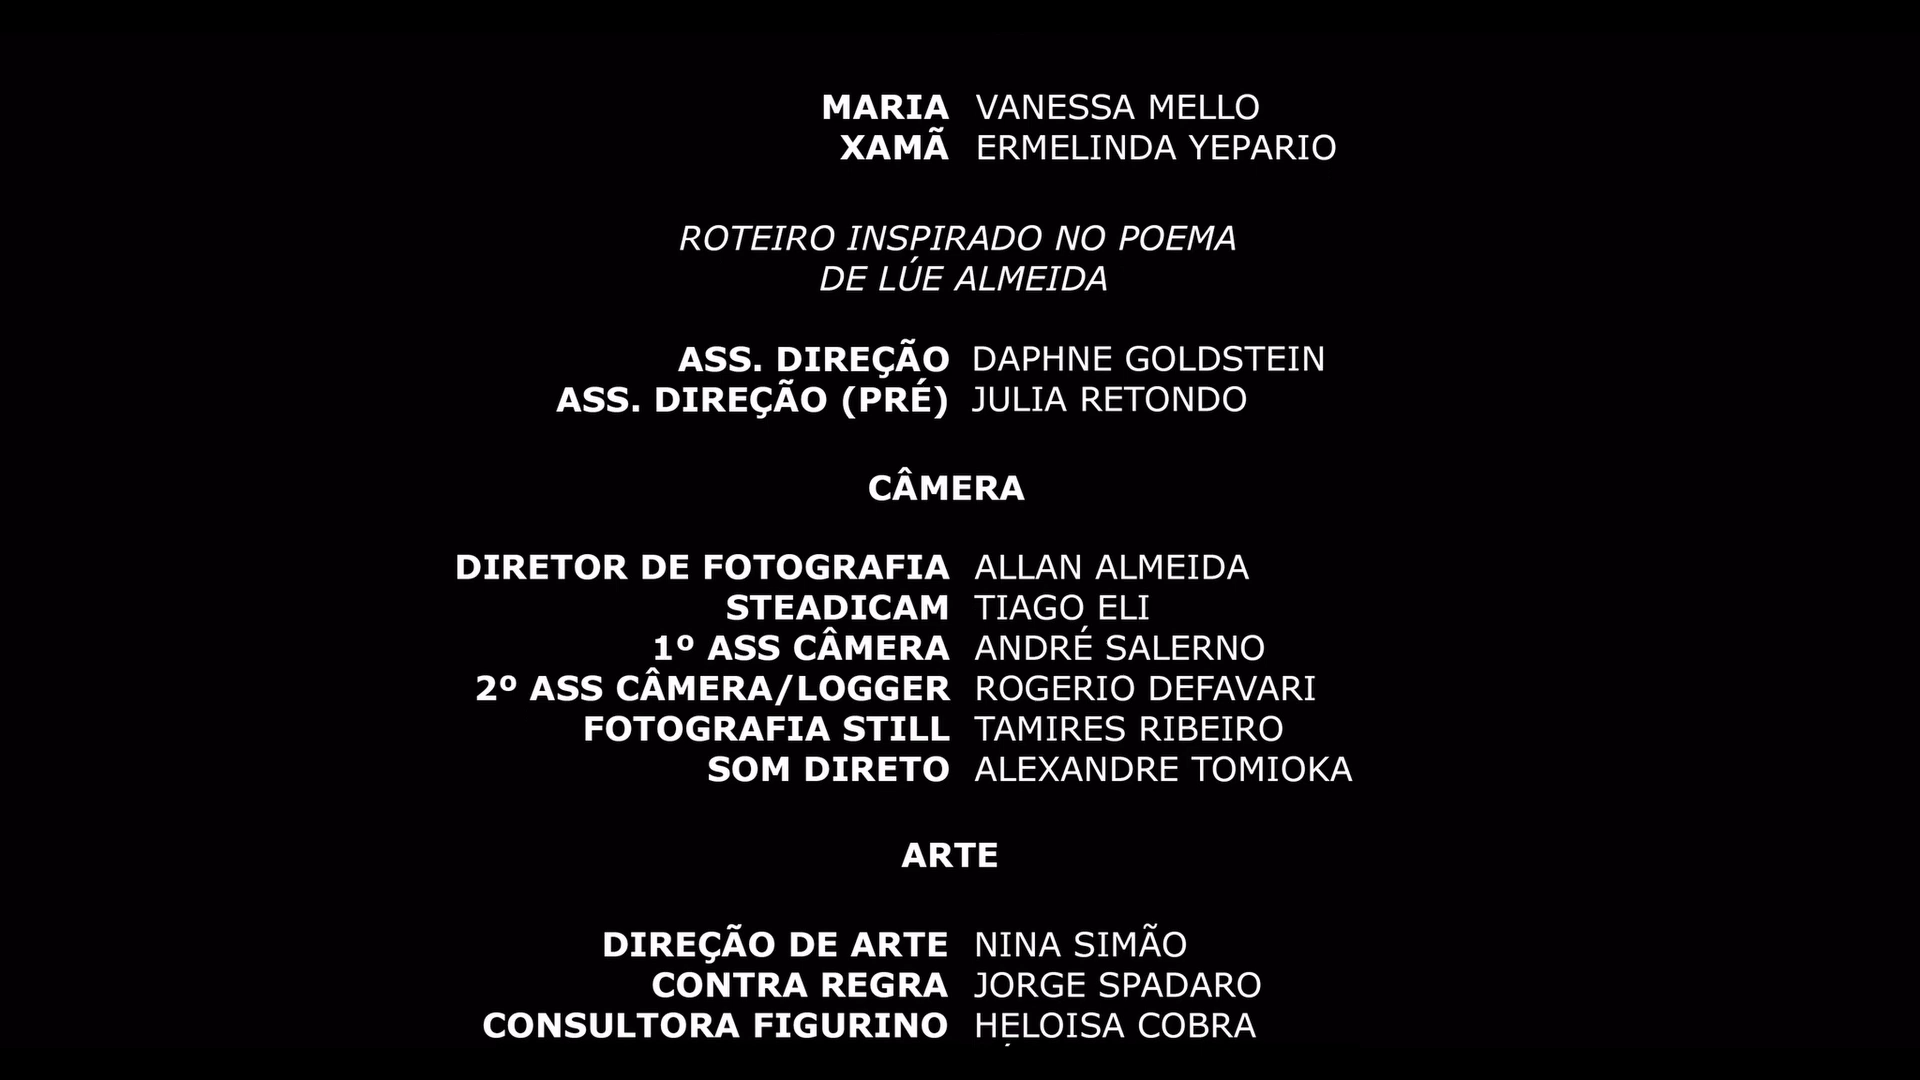 MARIA VANESSA MELLO
XAMÃ ERMELINDA YEPARIO
ROTEIRO INSPIRADO NO POEMA
DE LÚE ALMEIDA
ASS. DIREÇÃO DAPHNE GOLDSTEIN
ASS. DIREÇÃO (PRÉ) JULIA RETONDO
CÂMERA
DIRETOR DE FOTOGRAFIA ALLAN ALMEIDA
STEADICAM TIAGO ELI
1º ASS CÂMERA ANDRÉ SALERNO
2º ASS CÂMERA/LOGGER ROGERIO DEFAVARI
FOTOGRAFIA STILL TAMIRES RIBEIRO
SOM DIRETO ALEXANDRE TOMIOKA
ARTE
DIREÇÃO DE ARTE NINA SIMÃO
CONTRA REGRA JORGE SPADARO
CONSULTORA FIGURINO HELOISA COBRA